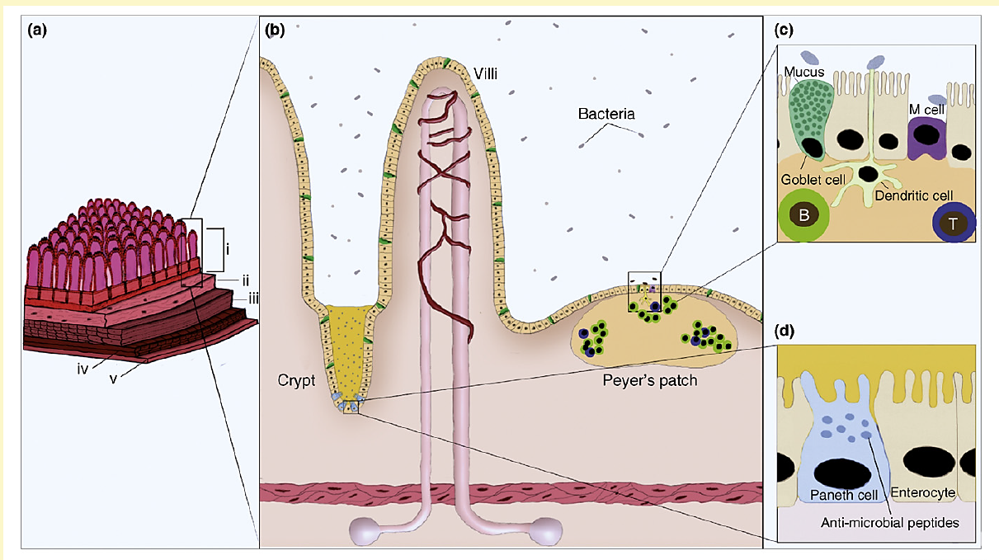 (a)
i
ii
iii
iv
v
(b)
Villi
Bacteria
Crypt
Peyer's patch
(c)
Mucus
M cell
Goblet cell
Dendritic cell
B
T
(d)
Paneth cell
Enterocyte
Anti-microbial peptides